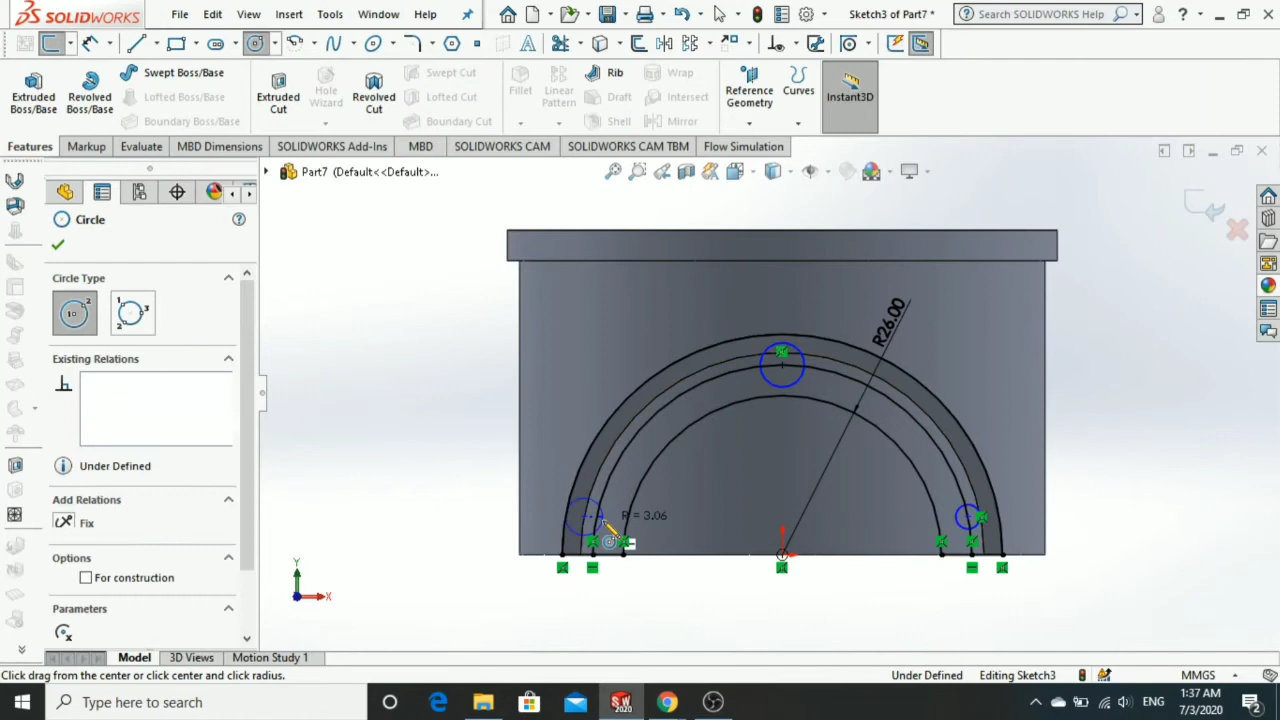 SOLIDWORKS File Edit View Insert Tools Window Help Sketch3 of Part7 * Search SOLIDWORKS Help ?
Extruded Boss/Base
Revolved Boss/Base
Swept Boss/Base
Lofted Boss/Base
Boundary Boss/Base
Extruded Cut
Hole Wizard
Revolved Cut
Swept Cut
Lofted Cut
Boundary Cut
Fillet
Linear Pattern
Rib
Draft
Shell
Wrap
Intersect
Mirror
Reference Geometry
Curves
Instant3D
Features Markup Evaluate MBD Dimensions SOLIDWORKS Add-Ins MBD SOLIDWORKS CAM SOLIDWORKS CAM TBM Flow Simulation
Part7 (Default<<Default>...
Circle
Circle Type
Existing Relations
Under Defined
Add Relations
Fix
Options
For construction
Parameters
R26.00
R = 3.06
Y
X
Model 3D Views Motion Study 1
Click drag from the center or click center and click radius. Under Defined Editing Sketch3 MMGS
Type here to search
ENG
1:37 AM
7/3/2020
2